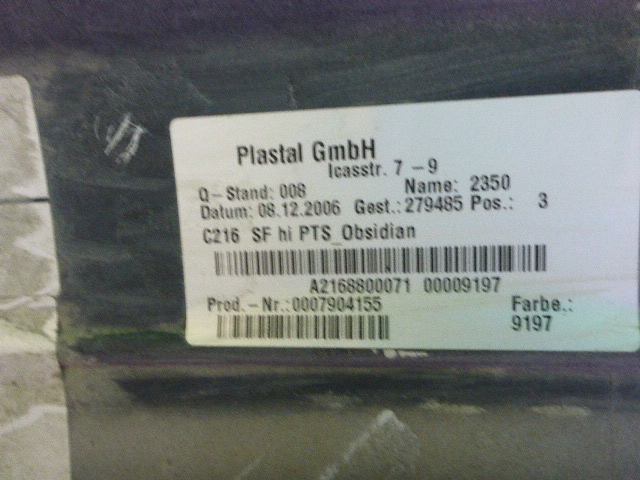 Plastal GmbH
Icasstr. 7 -9
Q-Stand: 008 Name: 2350
Datum: 08.12.2006 Gest.: 279485 Pos.: 3
C216 SF hi PTS_Obsidian
A2168800071 00009197
Prod.-Nr.:0007904155 Farbe.:
9197